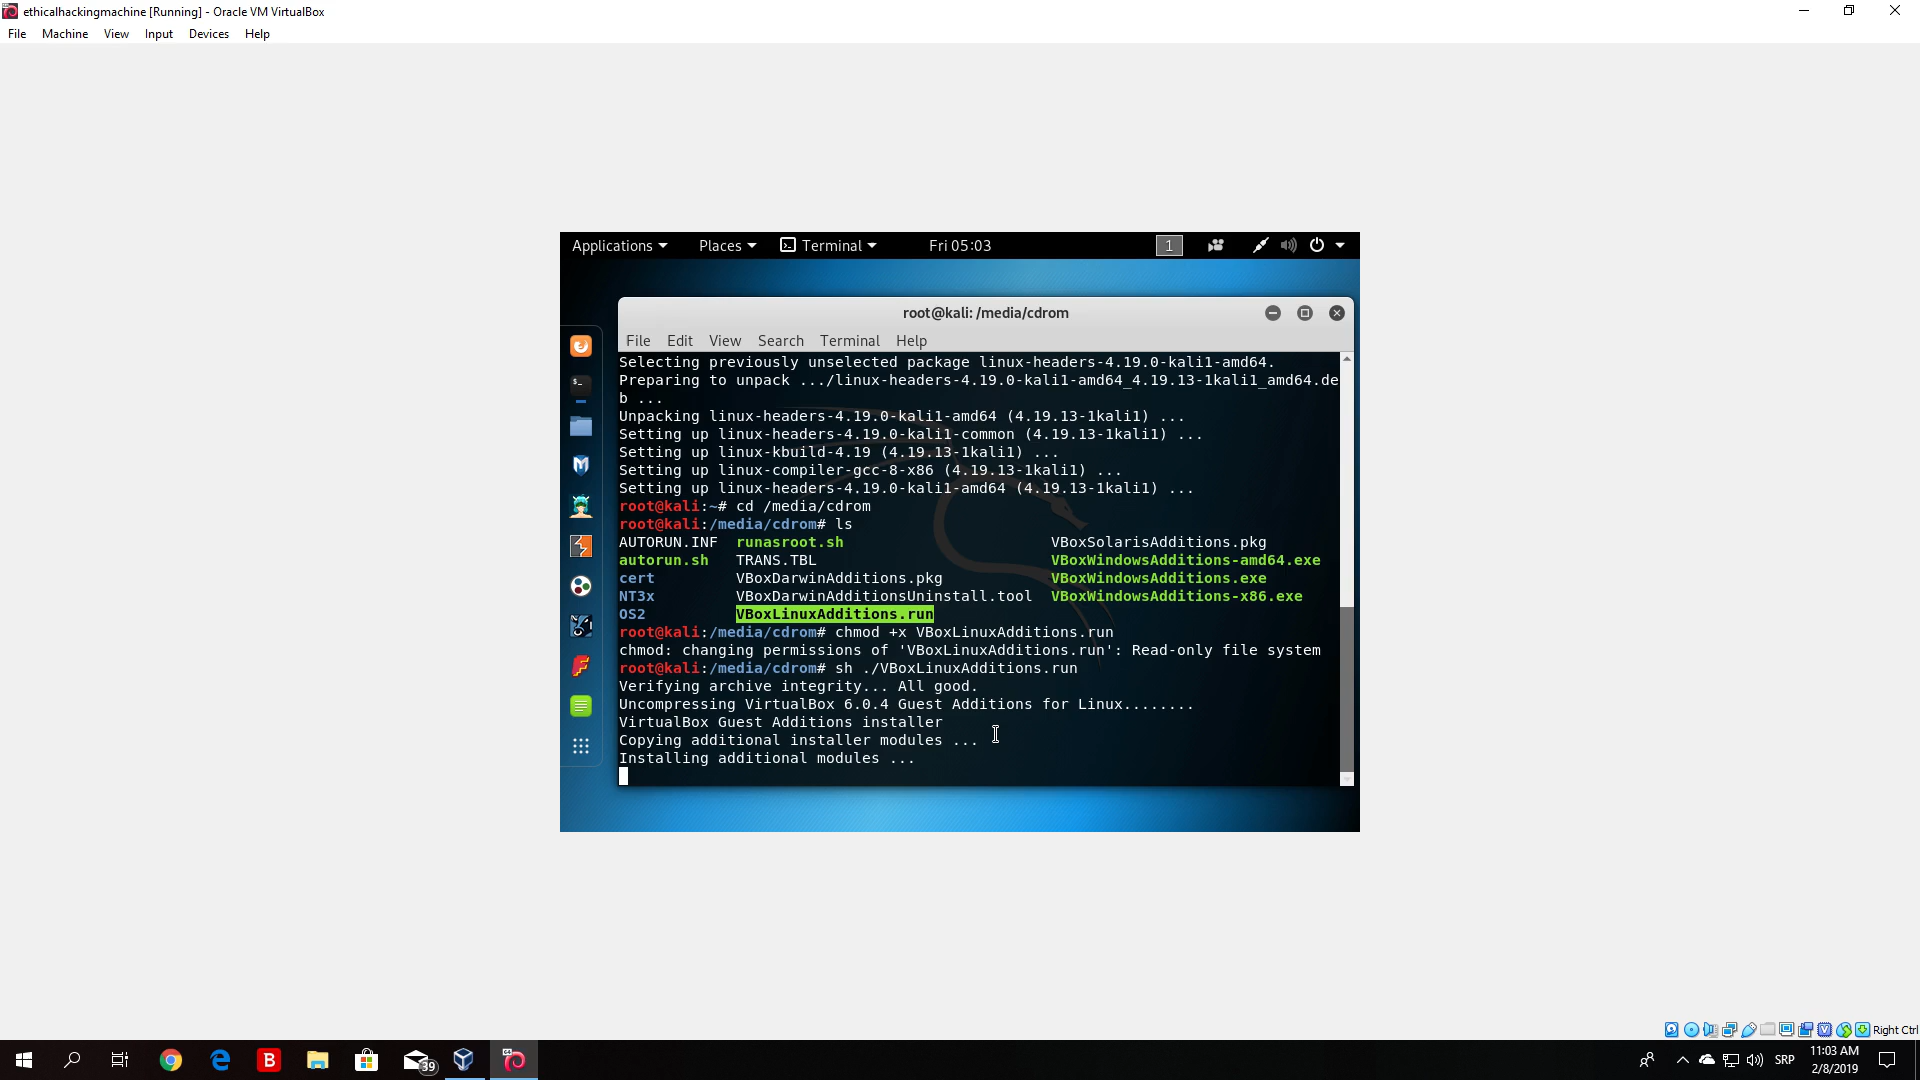 ethicalhackingmachine [Running] - Oracle VM VirtualBox
File Machine View Input Devices Help
Applications Places Terminal Fri 05:03 1
root@kali: /media/cdrom
File Edit View Search Terminal Help
Selecting previously unselected package linux-headers-4.19.0-kali1-amd64.
Preparing to unpack .../linux-headers-4.19.0-kali1-amd64_4.19.13-1kali1_amd64.de
b ...
Unpacking linux-headers-4.19.0-kali1-amd64 (4.19.13-1kali1) ...
Setting up linux-headers-4.19.0-kali1-common (4.19.13-1kali1) ...
Setting up linux-kbuild-4.19 (4.19.13-1kali1) ...
Setting up linux-compiler-gcc-8-x86 (4.19.13-1kali1) ...
Setting up linux-headers-4.19.0-kali1-amd64 (4.19.13-1kali1) ...
root@kali:~# cd /media/cdrom
root@kali:/media/cdrom# ls
AUTORUN.INF runasroot.sh VBoxSolarisAdditions.pkg
autorun.sh TRANS.TBL VBoxWindowsAdditions-amd64.exe
cert VBoxDarwinAdditions.pkg VBoxWindowsAdditions.exe
NT3x VBoxDarwinAdditionsUninstall.tool VBoxWindowsAdditions-x86.exe
OS2 VBoxLinuxAdditions.run
root@kali:/media/cdrom# chmod +x VBoxLinuxAdditions.run
chmod: changing permissions of 'VBoxLinuxAdditions.run': Read-only file system
root@kali:/media/cdrom# sh ./VBoxLinuxAdditions.run
Verifying archive integrity... All good.
Uncompressing VirtualBox 6.0.4 Guest Additions for Linux........
VirtualBox Guest Additions installer
Copying additional installer modules ...
Installing additional modules ...
Right Ctrl
B 39 SRP 11:03 AM
2/8/2019